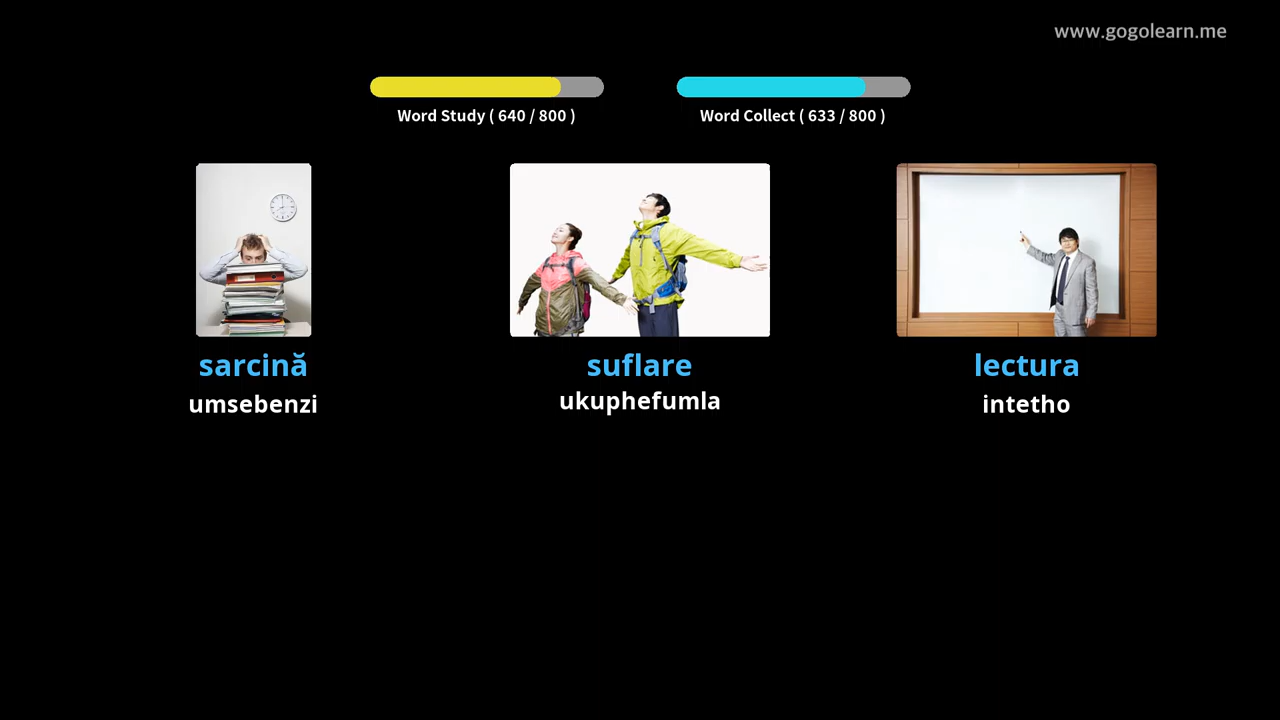 www.gogolearn.me
Word Study ( 640 / 800 )
Word Collect ( 633 / 800 )
sarcină
suflare
lectura
umsebenzi
ukuphefumla
intetho